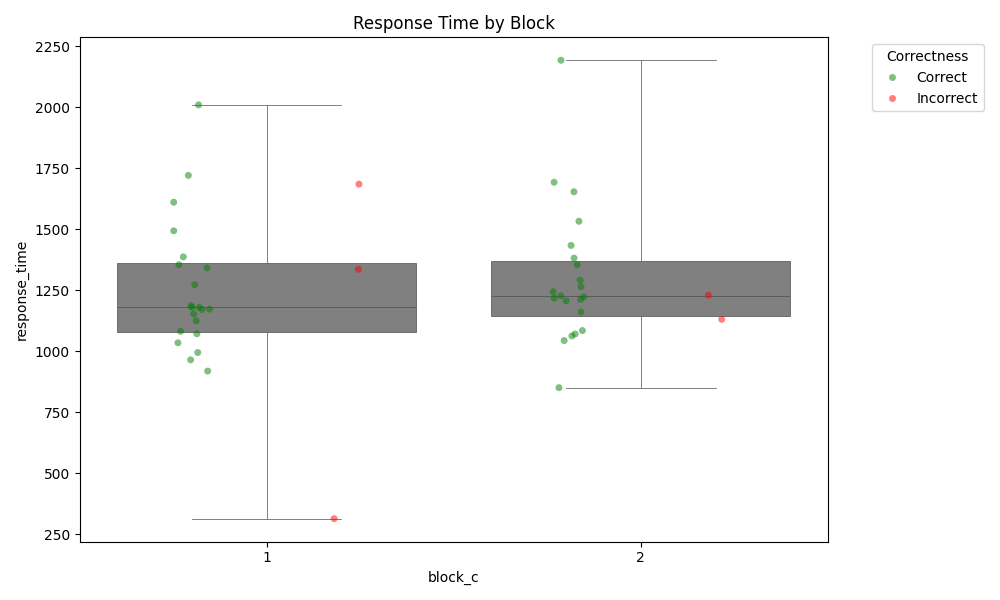 Response Time by Block
Correctness
Correct
Incorrect
response_time
2250
2000
1750
1500
1250
1000
750
500
250
1
2
block_c